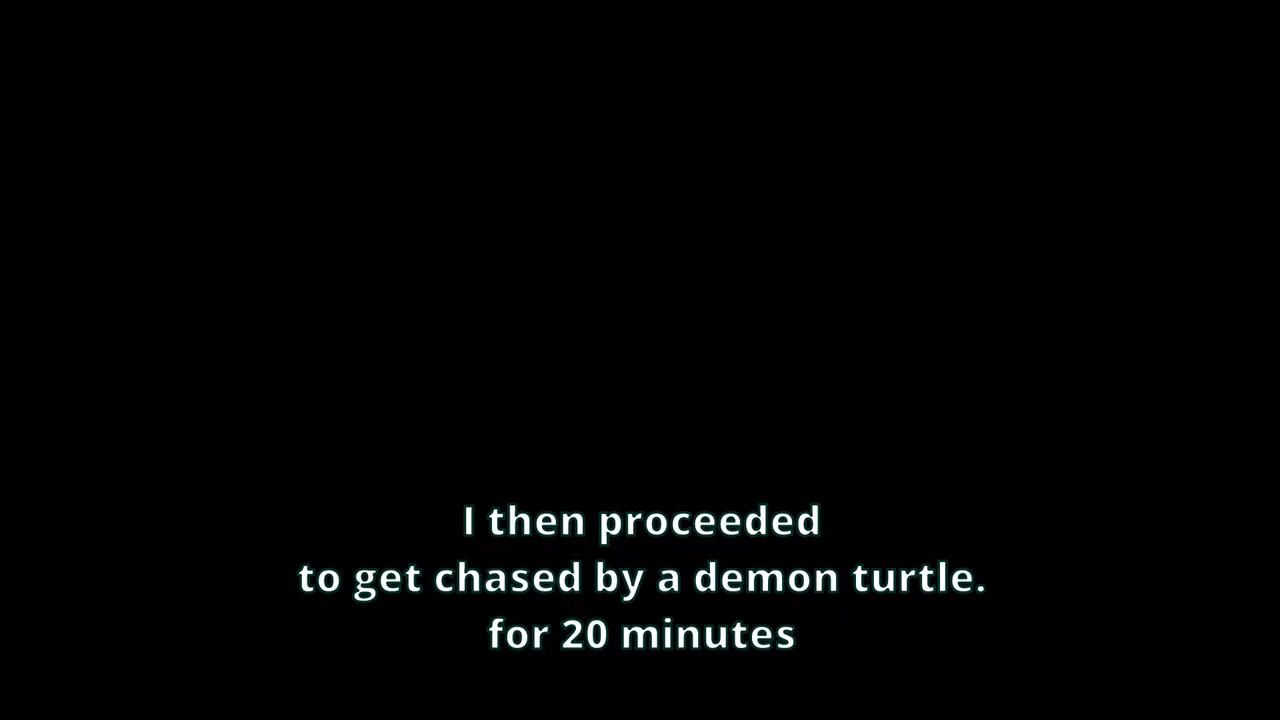 I then proceeded
to get chased by a demon turtle.
for 20 minutes